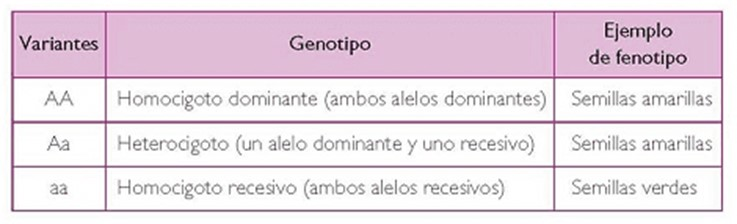 Variantes Genotipo Ejemplo
de fenotipo
AA Homocigoto dominante (ambos alelos dominantes) Semillas amarillas
Aa Heterocigoto (un alelo dominante y uno recesivo) Semillas amarillas
aa Homocigoto recesivo (ambos alelos recesivos) Semillas verdes